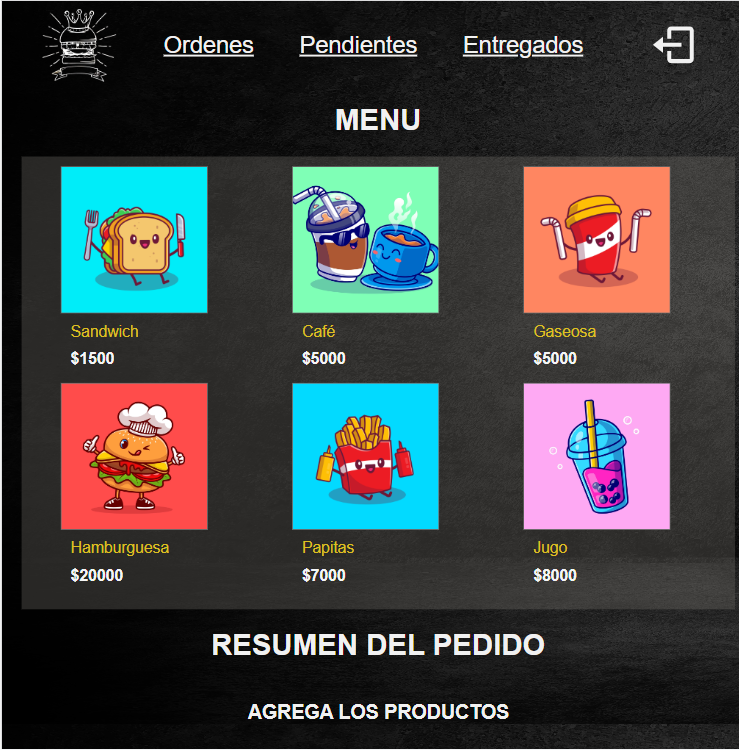 Ordenes Pendientes Entregados
MENU
Sandwich Café Gaseosa
$1500 $5000 $5000
Hamburguesa Papitas Jugo
$20000 $7000 $8000
RESUMEN DEL PEDIDO
AGREGA LOS PRODUCTOS